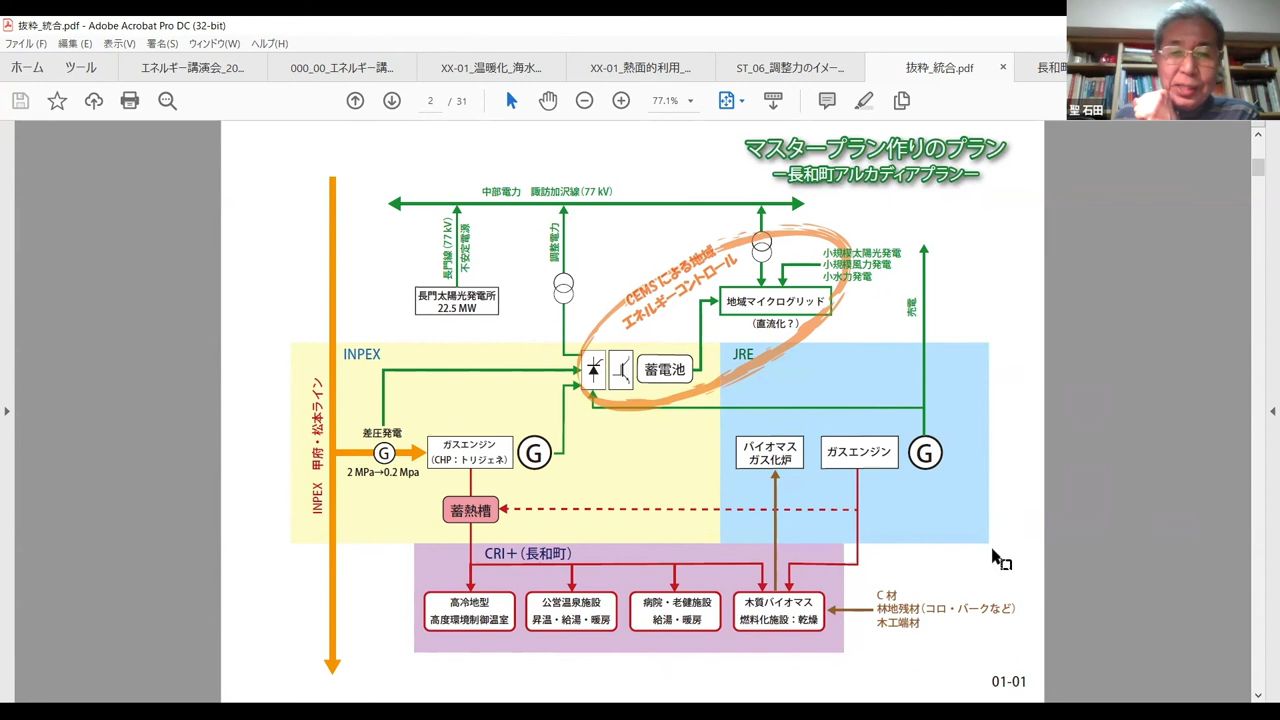 抜粋_統合.pdf - Adobe Acrobat Pro DC (32-bit)
ファイル(F) 編集(E) 表示(V) 署名(S) ウィンドウ(W) ヘルプ(H)
ホーム ツール エネルギー講演会_20... 000_00_エネルギー講... XX-01_温暖化_海水 XX-01_熱面的利用_... ST_06_調整力のイメー... 抜粋_統合.pdf × 長和
2 / 31 77.1%
聖 石田
マスタープラン作りのプラン
ー長和町アルカディアプランー
中部電力 諏訪加沢線(77 kV)
長門線(77 kV)
不安定電源
調整電力
長門太陽光発電所
22.5 MW
CEMSによる地域
エネルギーコントロール
小規模太陽光発電
小規模風力発電
小水力発電
地域マイクログリッド
(直流化?)
売電
INPEX
JRE
蓄電池
INPEX 甲府・松本ライン
差圧発電
G
2 MPa→0.2 Mpa
ガスエンジン
(CHP:トリジェネ)
G
バイオマス
ガス化炉
ガスエンジン
G
蓄熱槽
CRI+(長和町)
高冷地型
高度環境制御温室
公営温泉施設
昇温・給湯・暖房
病院・老健施設
給湯・暖房
木質バイオマス
燃料化施設:乾燥
C 材
林地残材(コロ・バークなど)
木工端材
01-01